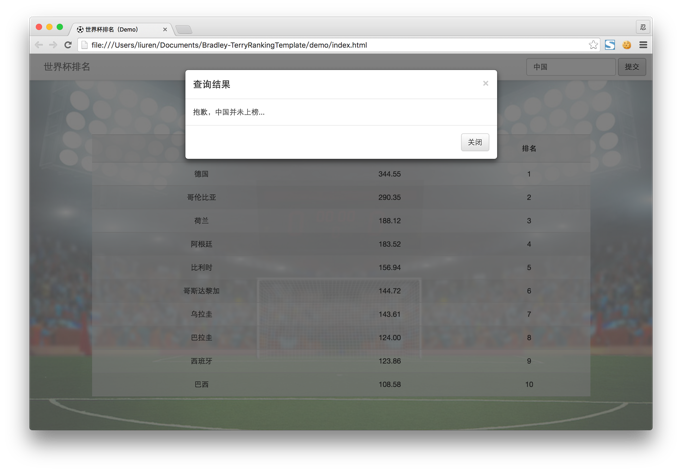 世界杯排名（Demo）
忍
file:///Users/liuren/Documents/Bradley-TerryRankingTemplate/demo/index.html
世界杯排名
中国
提交
查询结果
×
抱歉，中国并未上榜...
关闭
排名
德国 344.55 1
哥伦比亚 290.35 2
荷兰 188.12 3
阿根廷 183.52 4
比利时 156.94 5
哥斯达黎加 144.72 6
乌拉圭 143.61 7
巴拉圭 124.00 8
西班牙 123.86 9
巴西 108.58 10